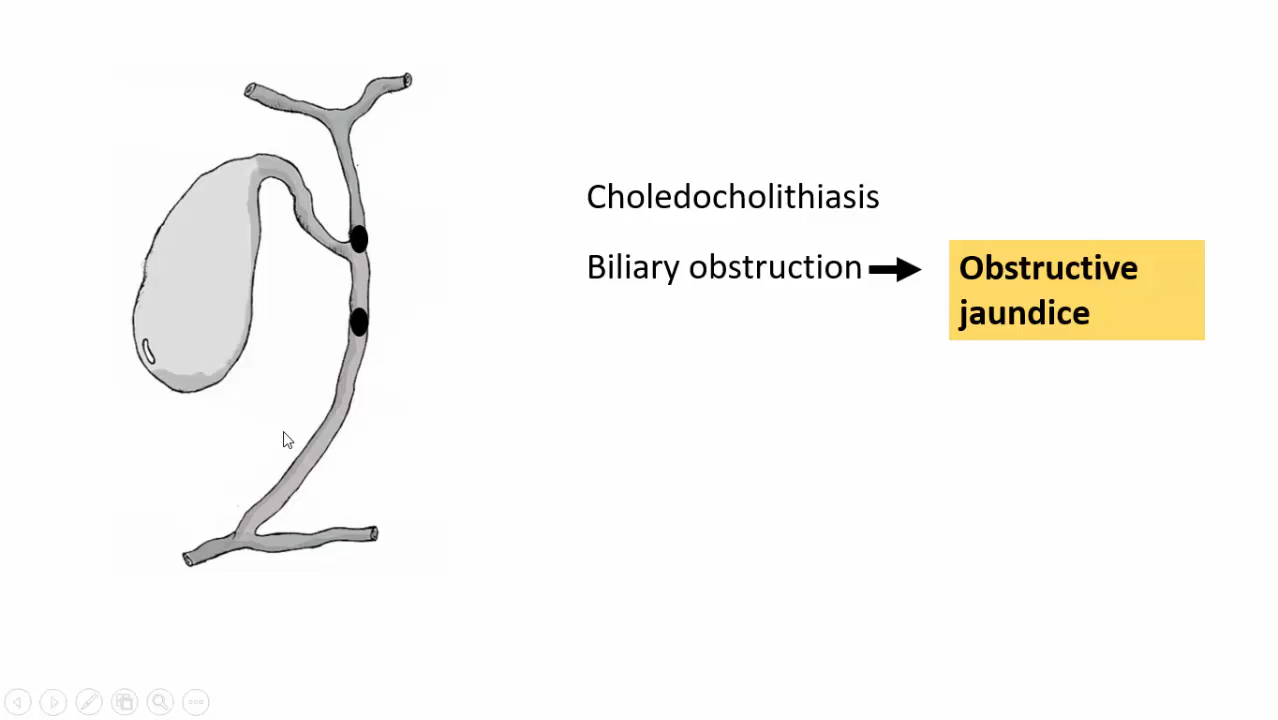 Choledocholithiasis
Biliary obstruction
Obstructive
jaundice